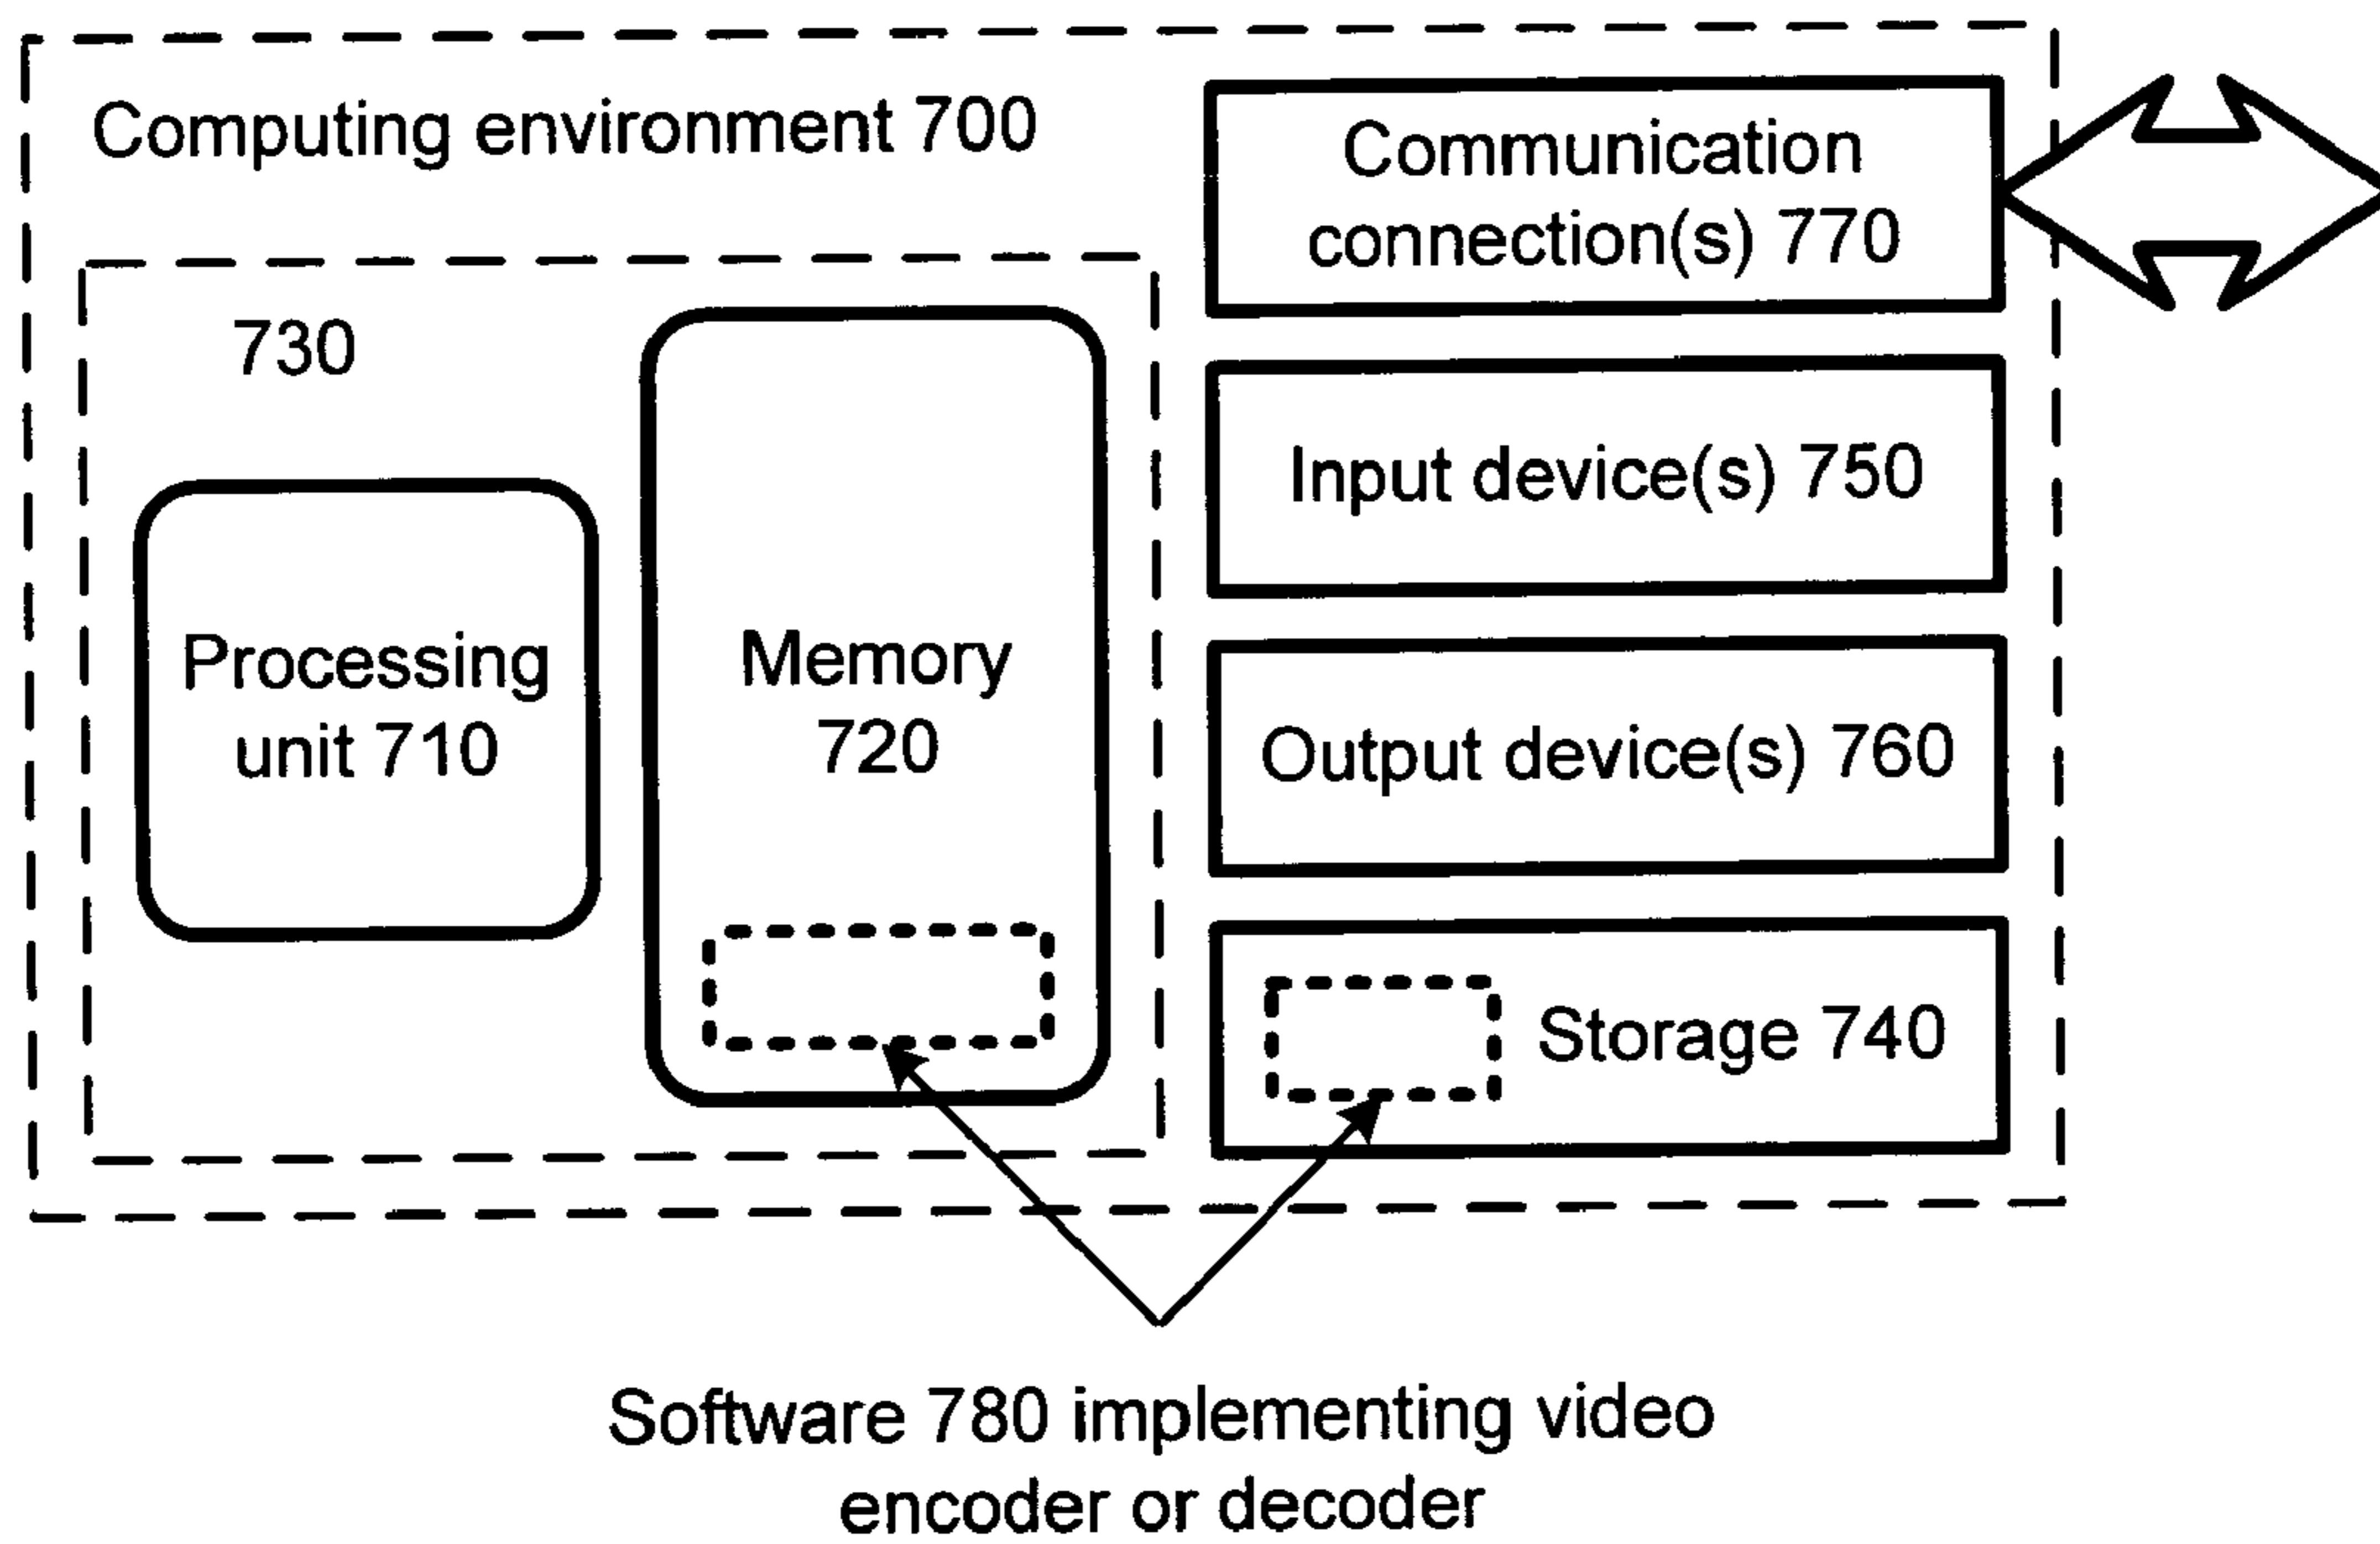 Computing environment 700
Communication
connection(s) 770
730
Input device(s) 750
Processing
unit 710
Memory
720
Output device(s) 760
Storage 740
Software 780 implementing video
encoder or decoder